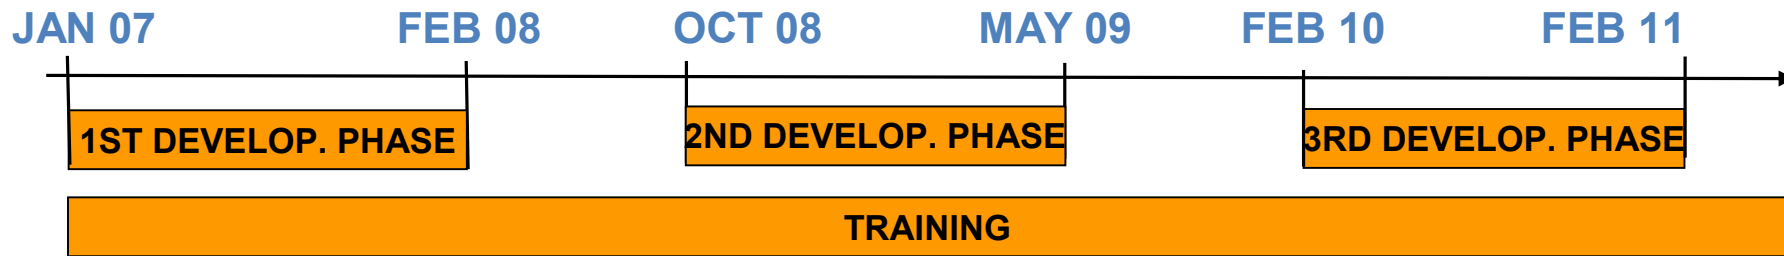 JAN 07 FEB 08 OCT 08 MAY 09 FEB 10 FEB 11
1ST DEVELOP. PHASE 2ND DEVELOP. PHASE 3RD DEVELOP. PHASE
TRAINING